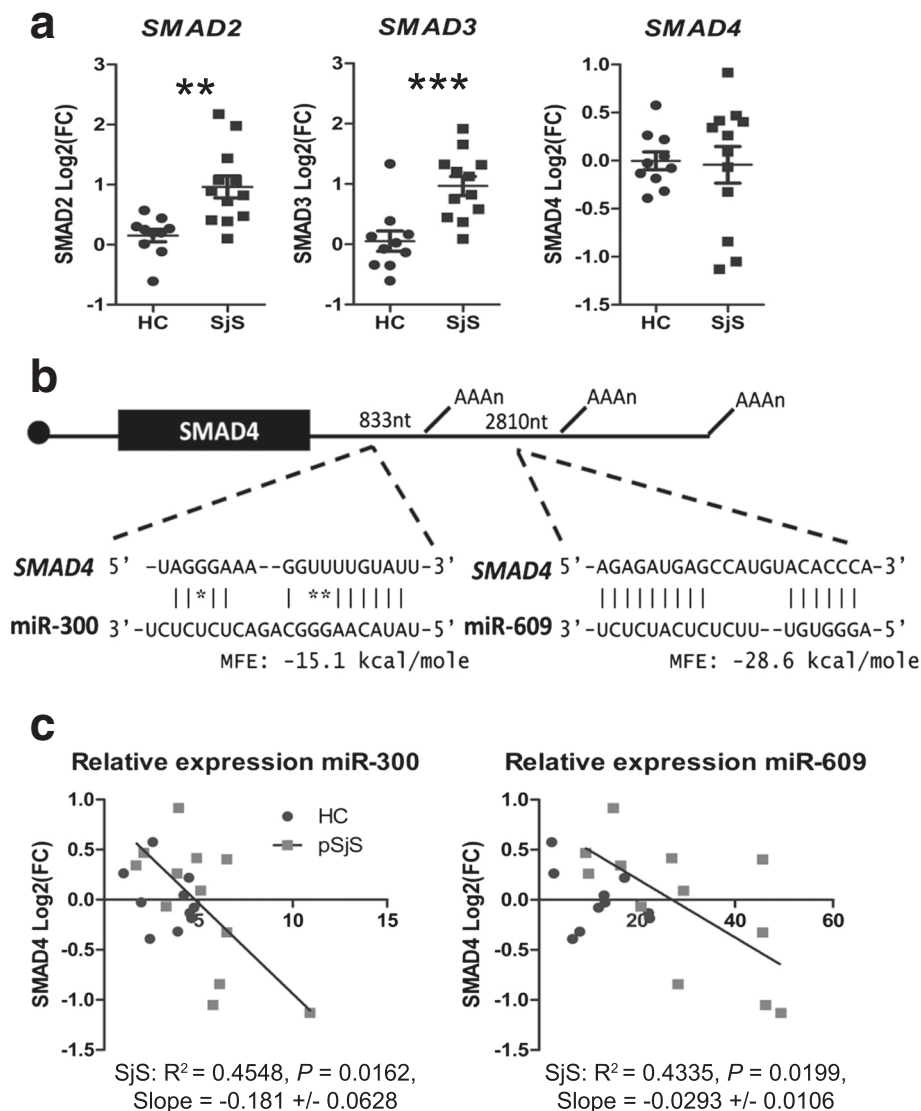 a
SMAD2 SMAD3 SMAD4
** ***
3 2 1 0 -1
SMAD2 Log2(FC)
HC SjS
3 2 1 0 -1
SMAD3 Log2(FC)
HC SjS
1.0 0.5 0.0 -0.5 -1.0 -1.5
SMAD4 Log2(FC)
HC SjS
b
SMAD4 833nt AAAn 2810nt AAAn AAAn
SMAD4 5' -UAGGGAAA--GGUUUUGUAUU-3'
||*|| | **||||||
miR-300 3'-UCUCUCUCAGACGGGAACAUAU-5'
MFE: -15.1 kcal/mole
SMAD4 5'-AGAGAUGAGCCAUGUACACCCA-3'
||||||||| ||||||
miR-609 3'-UCUCUACUCUCUU--UGUGGGA-5'
MFE: -28.6 kcal/mole
c
Relative expression miR-300
1.0 0.5 0.0 -0.5 -1.0 -1.5
SMAD4 Log2(FC)
5 10 15
HC
pSjS
SjS: R² = 0.4548, P = 0.0162,
Slope = -0.181 +/- 0.0628
Relative expression miR-609
1.0 0.5 0.0 -0.5 -1.0 -1.5
SMAD4 Log2(FC)
20 40 60
SjS: R² = 0.4335, P = 0.0199,
Slope = -0.0293 +/- 0.0106